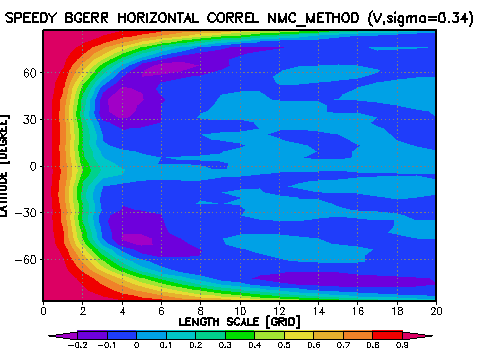 SPEEDY BGERR HORIZONTAL CORREL NMC_METHOD (V,sigma=0.34)
LATITUDE [DEGREE]
60
30
0
-30
-60
0 2 4 6 8 10 12 14 16 18 20
LENGTH SCALE [GRID]
-0.2 -0.1 0 0.1 0.2 0.3 0.4 0.5 0.6 0.7 0.8 0.9